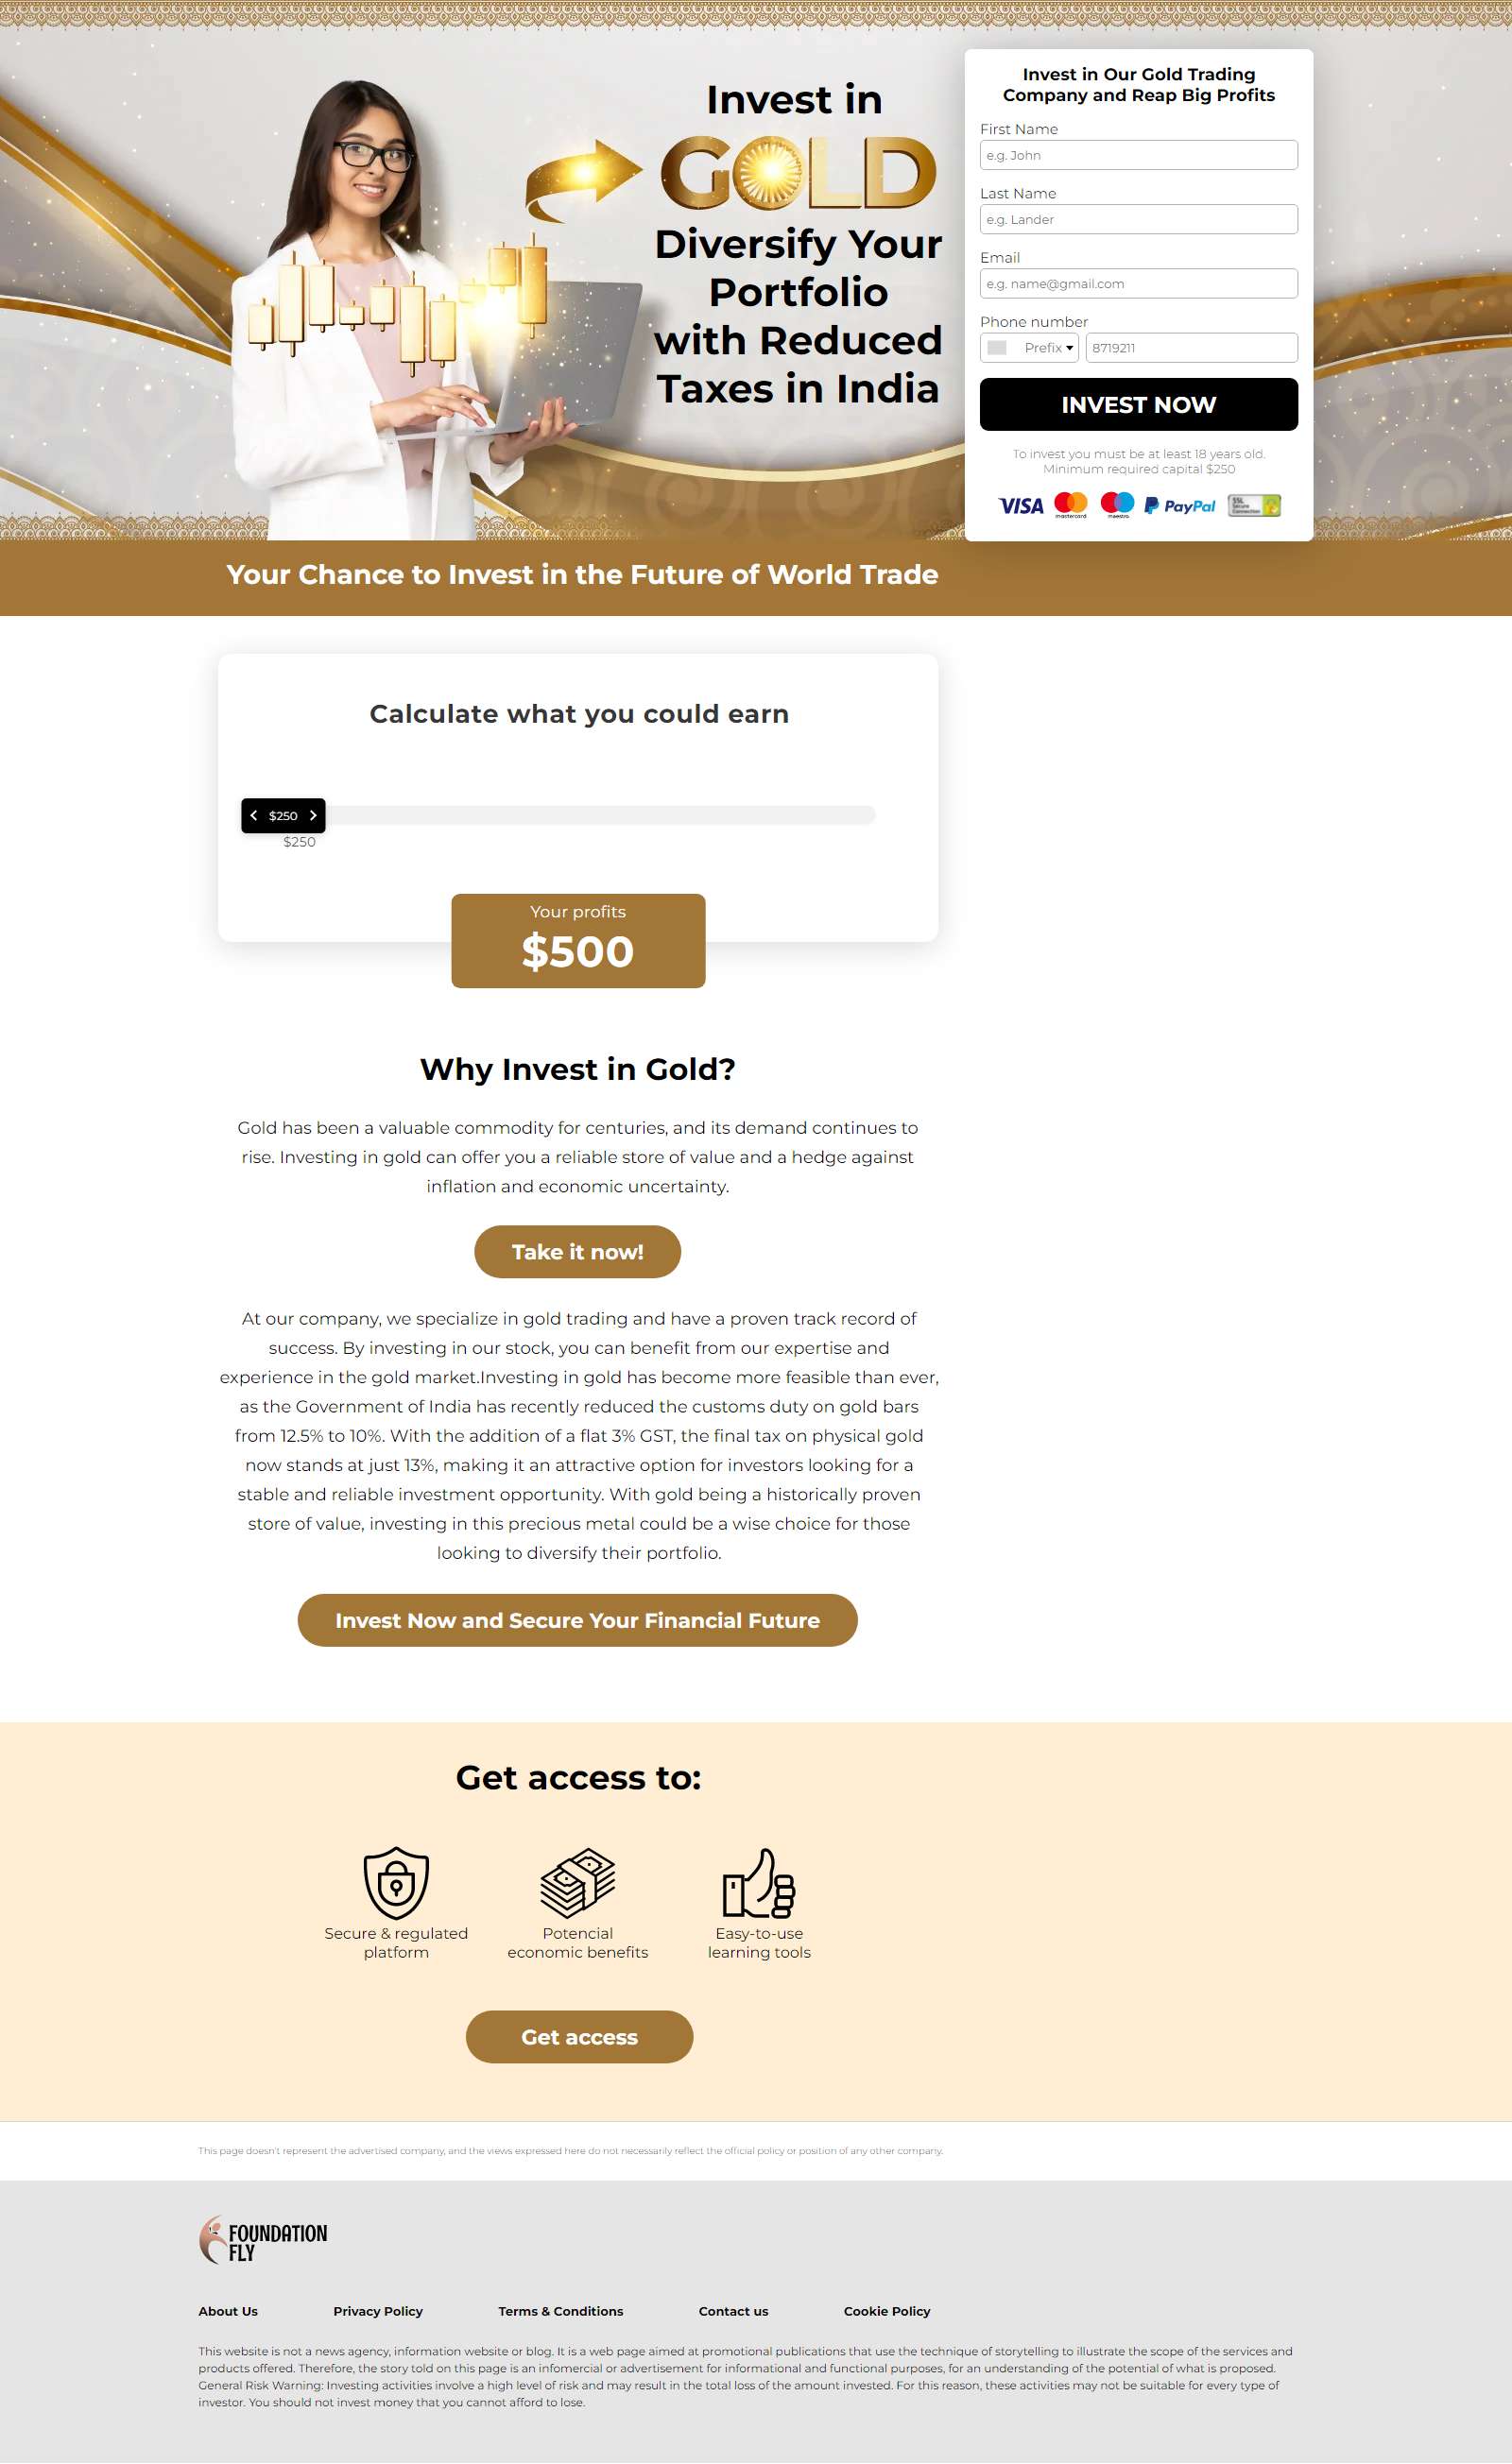 Invest in
GOLD
Diversify Your
Portfolio
with Reduced
Taxes in India
Invest in Our Gold Trading
Company and Reap Big Profits
First Name
e.g. John
Last Name
e.g. Lander
Email
e.g. name@gmail.com
Phone number
Prefix 8719211
INVEST NOW
To invest you must be at least 18 years old.
Minimum required capital $250
VISA mastercard maestro PayPal SSL Secure Connection
Your Chance to Invest in the Future of World Trade
Calculate what you could earn
$250
$250
Your profits
$500
Why Invest in Gold?
Gold has been a valuable commodity for centuries, and its demand continues to
rise. Investing in gold can offer you a reliable store of value and a hedge against
inflation and economic uncertainty.
Take it now!
At our company, we specialize in gold trading and have a proven track record of
success. By investing in our stock, you can benefit from our expertise and
experience in the gold market.Investing in gold has become more feasible than ever,
as the Government of India has recently reduced the customs duty on gold bars
from 12.5% to 10%. With the addition of a flat 3% GST, the final tax on physical gold
now stands at just 13%, making it an attractive option for investors looking for a
stable and reliable investment opportunity. With gold being a historically proven
store of value, investing in this precious metal could be a wise choice for those
looking to diversify their portfolio.
Invest Now and Secure Your Financial Future
Get access to:
Secure & regulated
platform
Potencial
economic benefits
Easy-to-use
learning tools
Get access
This page doesn't represent the advertised company, and the views expressed here do not necessarily reflect the official policy or position of any other company.
FOUNDATION
FLY
About Us Privacy Policy Terms & Conditions Contact us Cookie Policy
This website is not a news agency, information website or blog. It is a web page aimed at promotional publications that use the technique of storytelling to illustrate the scope of the services and
products offered. Therefore, the story told on this page is an infomercial or advertisement for informational and functional purposes, for an understanding of the potential of what is proposed.
General Risk Warning: Investing activities involve a high level of risk and may result in the total loss of the amount invested. For this reason, these activities may not be suitable for every type of
investor. You should not invest money that you cannot afford to lose.